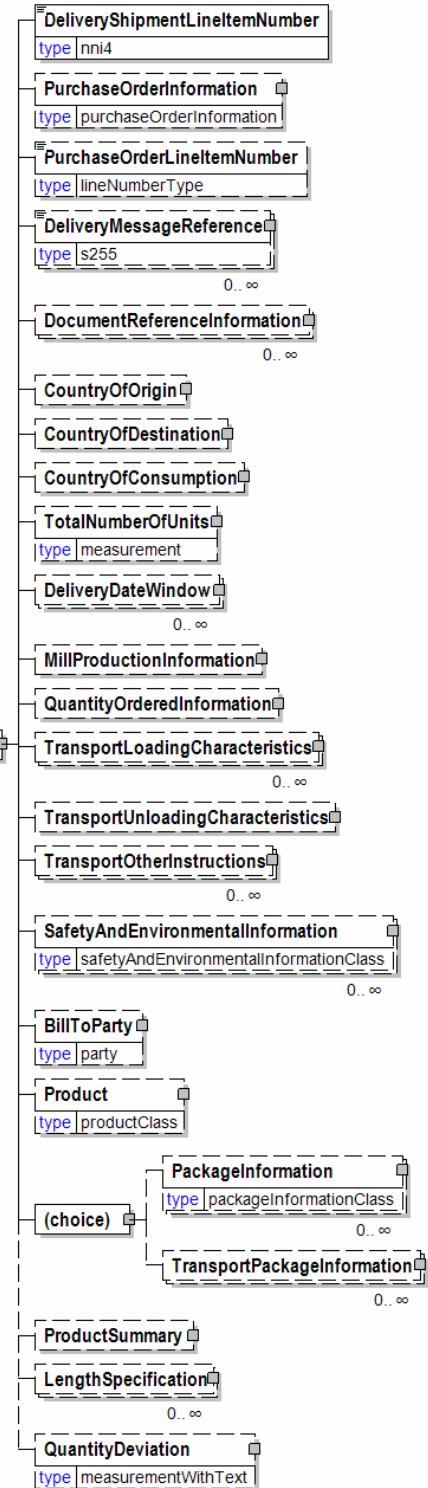 DeliveryShipmentLineItemNumber
type nni4
PurchaseOrderInformation
type purchaseOrderInformation
PurchaseOrderLineItemNumber
type lineNumberType
DeliveryMessageReference
type s255
0.. ∞
DocumentReferenceInformation
0.. ∞
CountryOfOrigin
CountryOfDestination
CountryOfConsumption
TotalNumberOfUnits
type measurement
DeliveryDateWindow
0.. ∞
MillProductionInformation
QuantityOrderedInformation
TransportLoadingCharacteristics
0.. ∞
TransportUnloadingCharacteristics
TransportOtherInstructions
0.. ∞
SafetyAndEnvironmentalInformation
type safetyAndEnvironmentalInformationClass
0.. ∞
BillToParty
type party
Product
type productClass
PackageInformation
type packageInformationClass
0.. ∞
(choice)
TransportPackageInformation
0.. ∞
ProductSummary
LengthSpecification
0.. ∞
QuantityDeviation
type measurementWithText